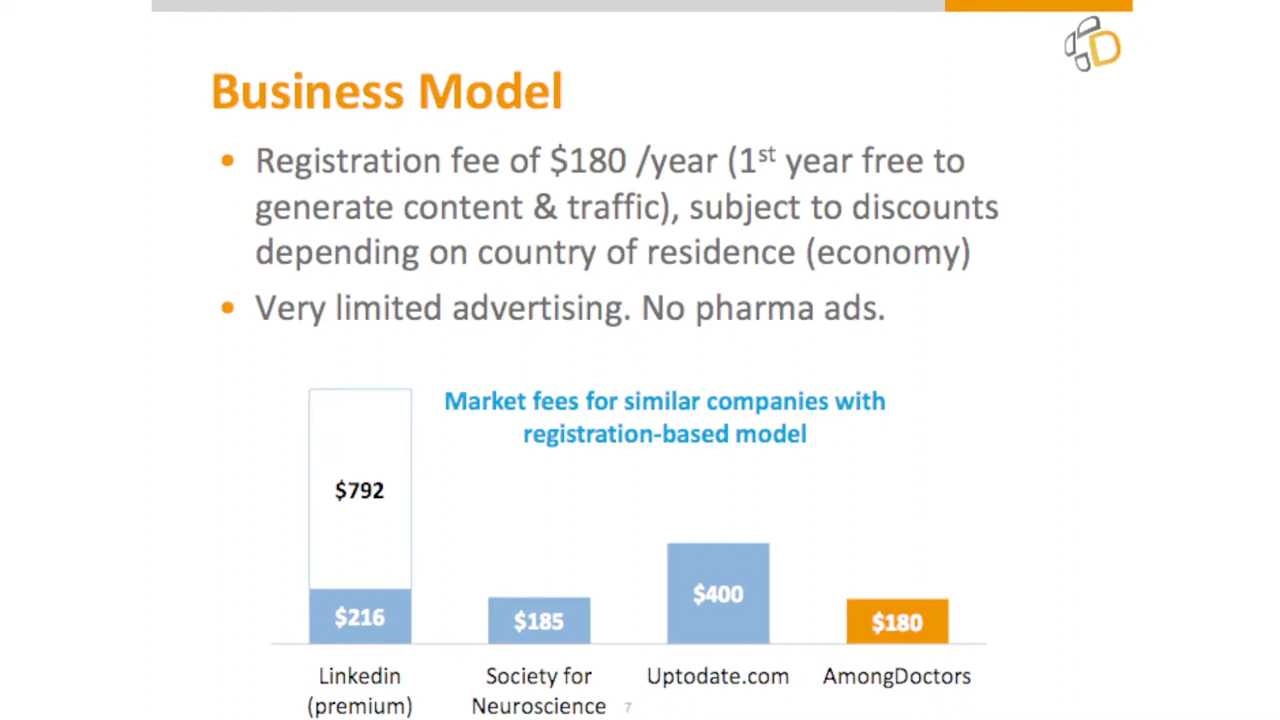 D
Business Model
• Registration fee of $180 /year (1st year free to
generate content & traffic), subject to discounts
depending on country of residence (economy)
• Very limited advertising. No pharma ads.
Market fees for similar companies with
registration-based model
$792
$216
$185
$400
$180
Linkedin
(premium)
Society for
Neuroscience
Uptodate.com
AmongDoctors
7